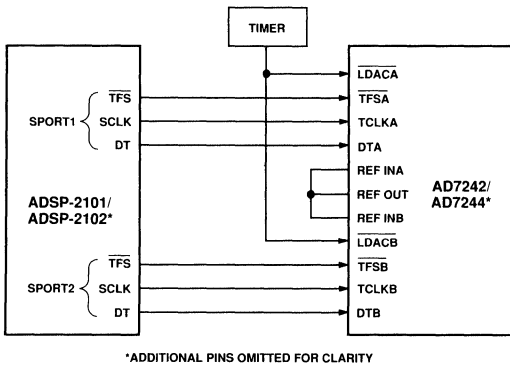 TIMER
LDACA
TFS
TFSA
SPORT1
SCLK
TCLKA
DT
DTA
REF INA
ADSP-2101/
ADSP-2102*
REF OUT
AD7242/
AD7244*
REF INB
LDACB
TFS
TFSB
SPORT2
SCLK
TCLKB
DT
DTB
*ADDITIONAL PINS OMITTED FOR CLARITY